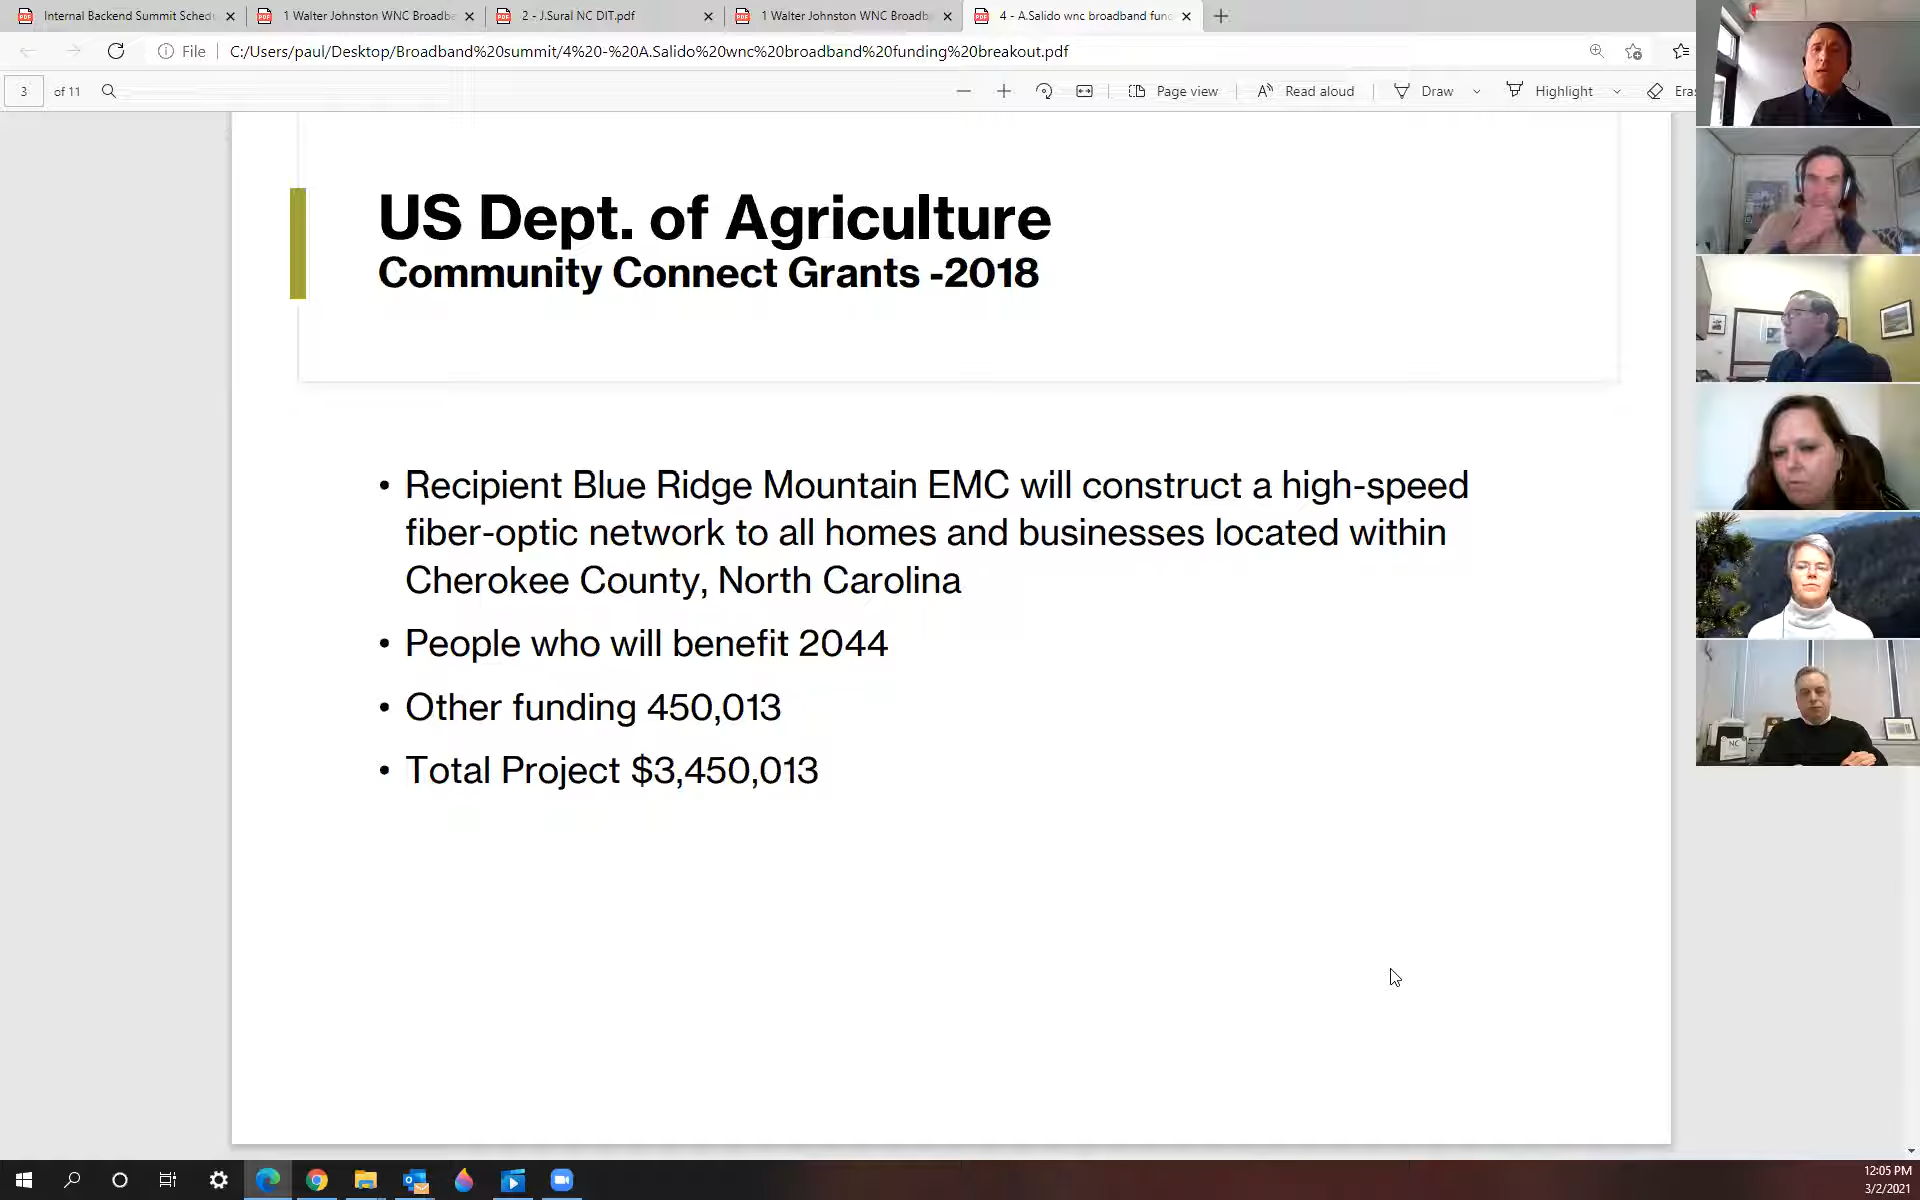 Internal Backend Summit Sched
1 Walter Johnston WNC Broadba
2 - J.Sural NC DIT.pdf
1 Walter Johnston WNC Broadb
4 - A.Salido wnc broadband fun
File
C:/Users/paul/Desktop/Broadband%20summit/4%20-%20A.Salido%20wnc%20broadband%20funding%20breakout.pdf
3 of 11
Page view
Read aloud
Draw
Highlight
Eras
US Dept. of Agriculture
Community Connect Grants -2018
• Recipient Blue Ridge Mountain EMC will construct a high-speed
fiber-optic network to all homes and businesses located within
Cherokee County, North Carolina
• People who will benefit 2044
• Other funding 450,013
• Total Project $3,450,013
NC
12:05 PM
3/2/2021